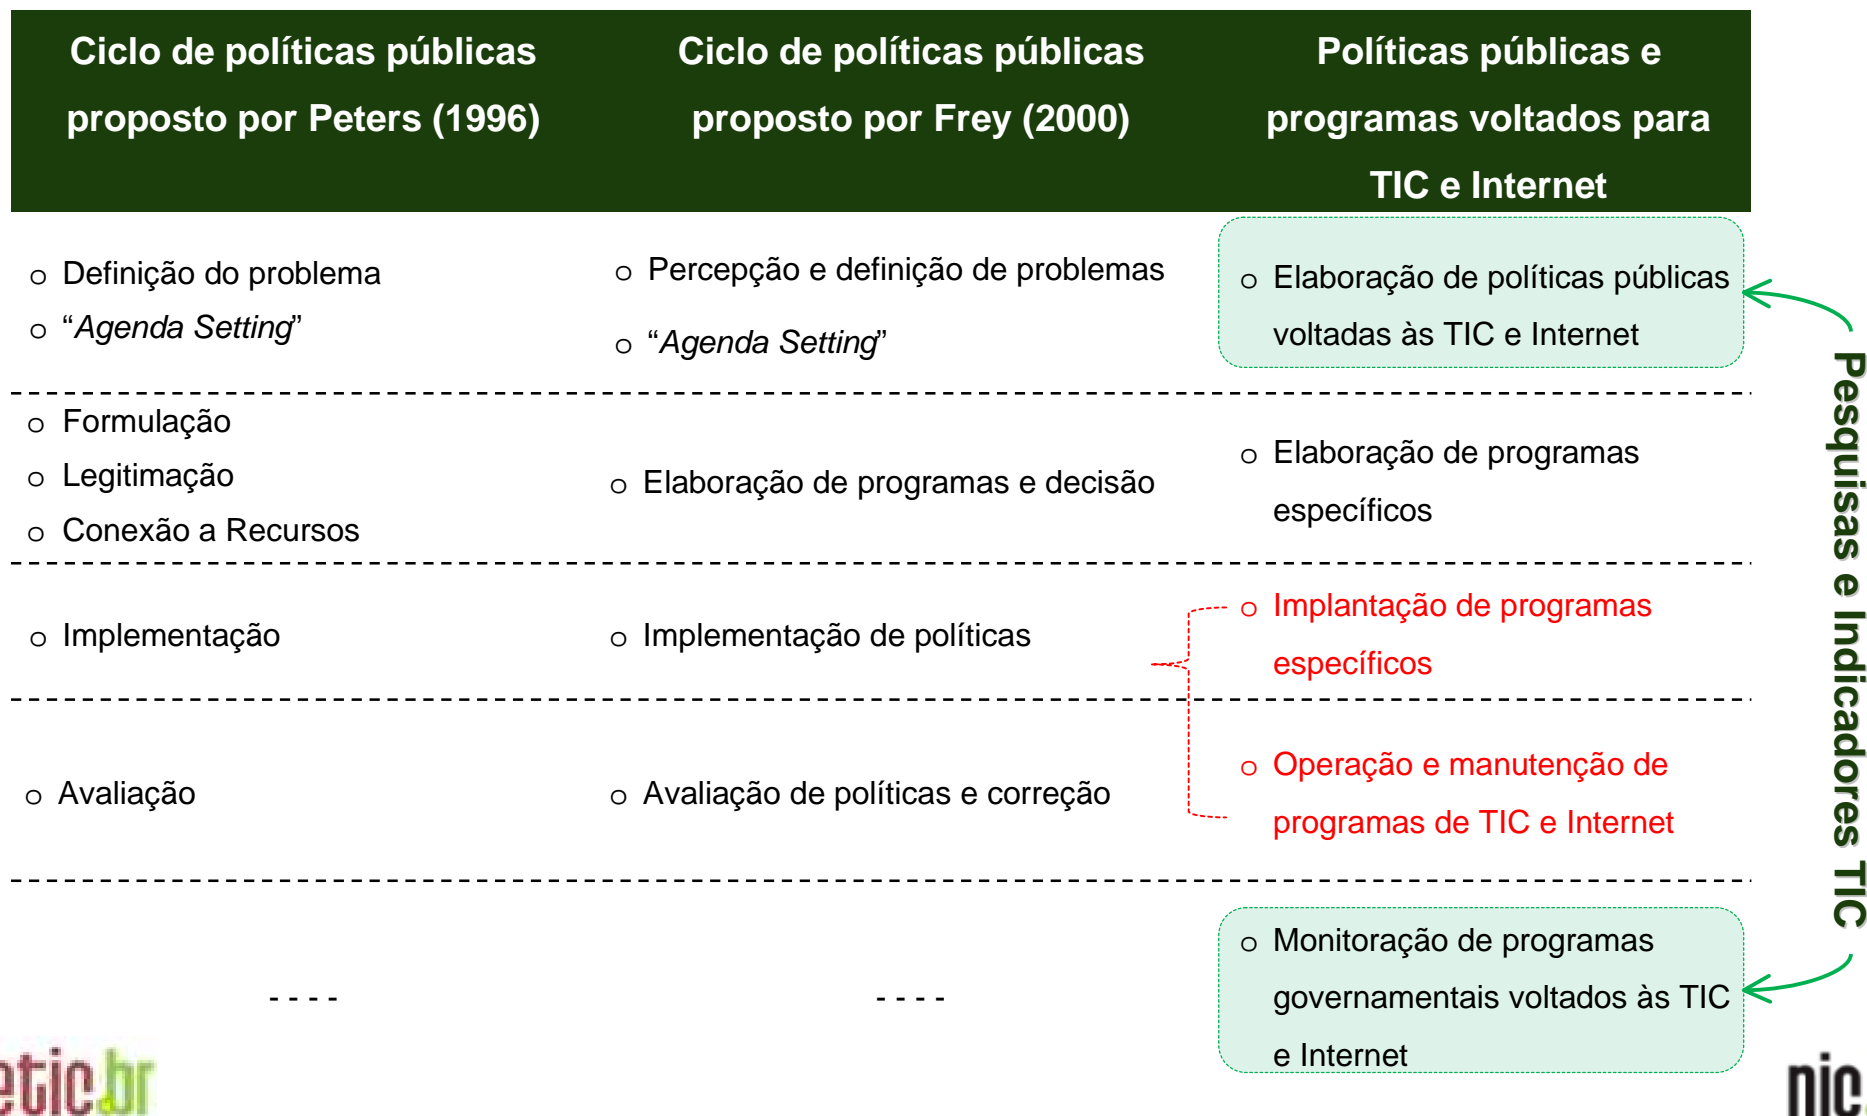 Ciclo de políticas públicas
proposto por Peters (1996)
Ciclo de políticas públicas
proposto por Frey (2000)
Políticas públicas e
programas voltados para
TIC e Internet
o Definição do problema
o “Agenda Setting”
o Percepção e definição de problemas
o “Agenda Setting”
o Elaboração de políticas públicas
voltadas às TIC e Internet
o Formulação
o Legitimação
o Conexão a Recursos
o Elaboração de programas e decisão
o Elaboração de programas
específicos
o Implementação
o Implementação de políticas
o Implantação de programas
específicos
o Avaliação
o Avaliação de políticas e correção
o Operação e manutenção de
programas de TIC e Internet
- - - -
- - - -
o Monitoração de programas
governamentais voltados às TIC
e Internet
Pesquisas e Indicadores TIC
etic.br
nic.